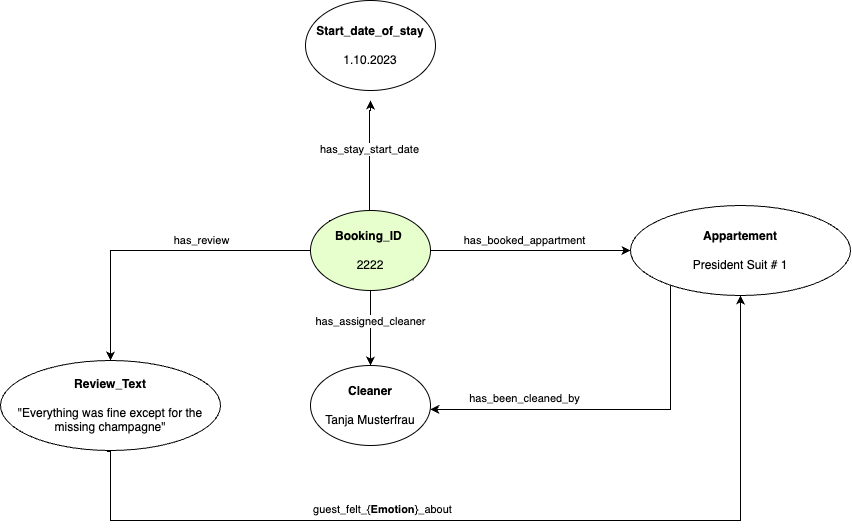 Start_date_of_stay
1.10.2023
has_stay_start_date
has_review
Booking_ID
2222
has_booked_appartment
Appartement
President Suit # 1
has_assigned_cleaner
Review_Text
"Everything was fine except for the
missing champagne"
Cleaner
Tanja Musterfrau
has_been_cleaned_by
guest_felt_{Emotion}_about